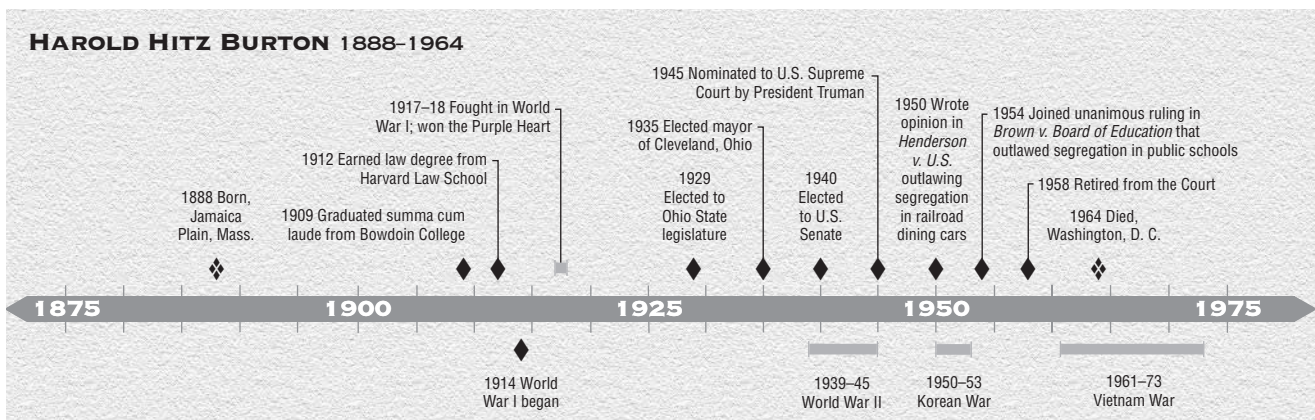 HAROLD HITZ BURTON 1888–1964
1888 Born,
Jamaica
Plain, Mass.
1909 Graduated summa cum
laude from Bowdoin College
1912 Earned law degree from
Harvard Law School
1917–18 Fought in World
War I; won the Purple Heart
1929
Elected to
Ohio State
legislature
1935 Elected mayor
of Cleveland, Ohio
1940
Elected
to U.S.
Senate
1945 Nominated to U.S. Supreme
Court by President Truman
1950 Wrote
opinion in
Henderson
v. U.S.
outlawing
segregation
in railroad
dining cars
1954 Joined unanimous ruling in
Brown v. Board of Education that
outlawed segregation in public schools
1958 Retired from the Court
1964 Died,
Washington, D. C.
1875 1900 1925 1950 1975
1914 World
War I began
1939–45
World War II
1950–53
Korean War
1961–73
Vietnam War